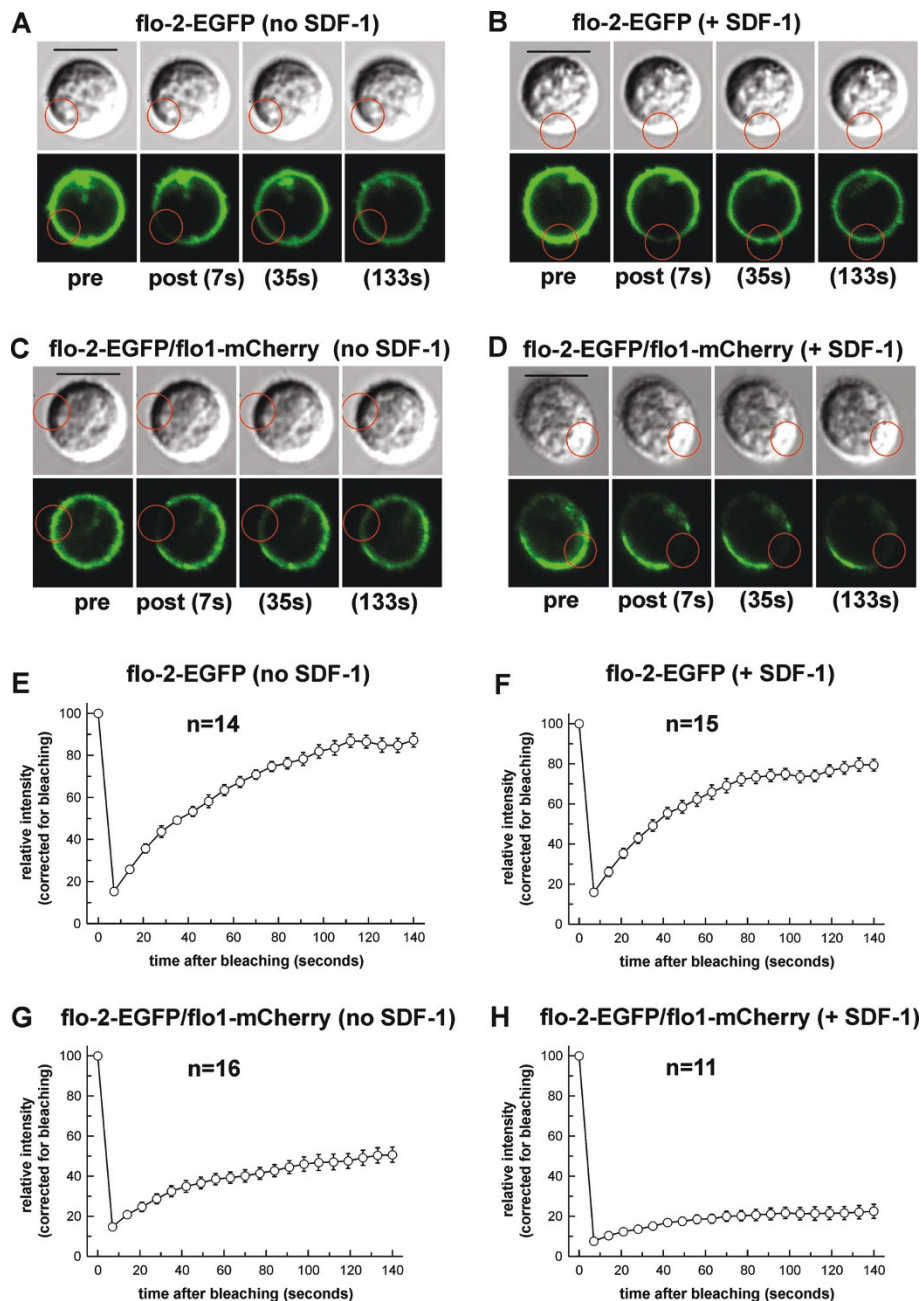 A flo-2-EGFP (no SDF-1)
B flo-2-EGFP (+ SDF-1)
pre post (7s) (35s) (133s)
pre post (7s) (35s) (133s)
C flo-2-EGFP/flo1-mCherry (no SDF-1)
D flo-2-EGFP/flo1-mCherry (+ SDF-1)
pre post (7s) (35s) (133s)
pre post (7s) (35s) (133s)
E flo-2-EGFP (no SDF-1)
n=14
relative intensity
(corrected for bleaching)
100
80
60
40
20
0
0 20 40 60 80 100 120 140
time after bleaching (seconds)
F flo-2-EGFP (+ SDF-1)
n=15
relative intensity
(corrected for bleaching)
100
80
60
40
20
0
0 20 40 60 80 100 120 140
time after bleaching (seconds)
G flo-2-EGFP/flo1-mCherry (no SDF-1)
n=16
relative intensity
(corrected for bleaching)
100
80
60
40
20
0
0 20 40 60 80 100 120 140
time after bleaching (seconds)
H flo-2-EGFP/flo1-mCherry (+ SDF-1)
n=11
relative intensity
(corrected for bleaching)
100
80
60
40
20
0
0 20 40 60 80 100 120 140
time after bleaching (seconds)